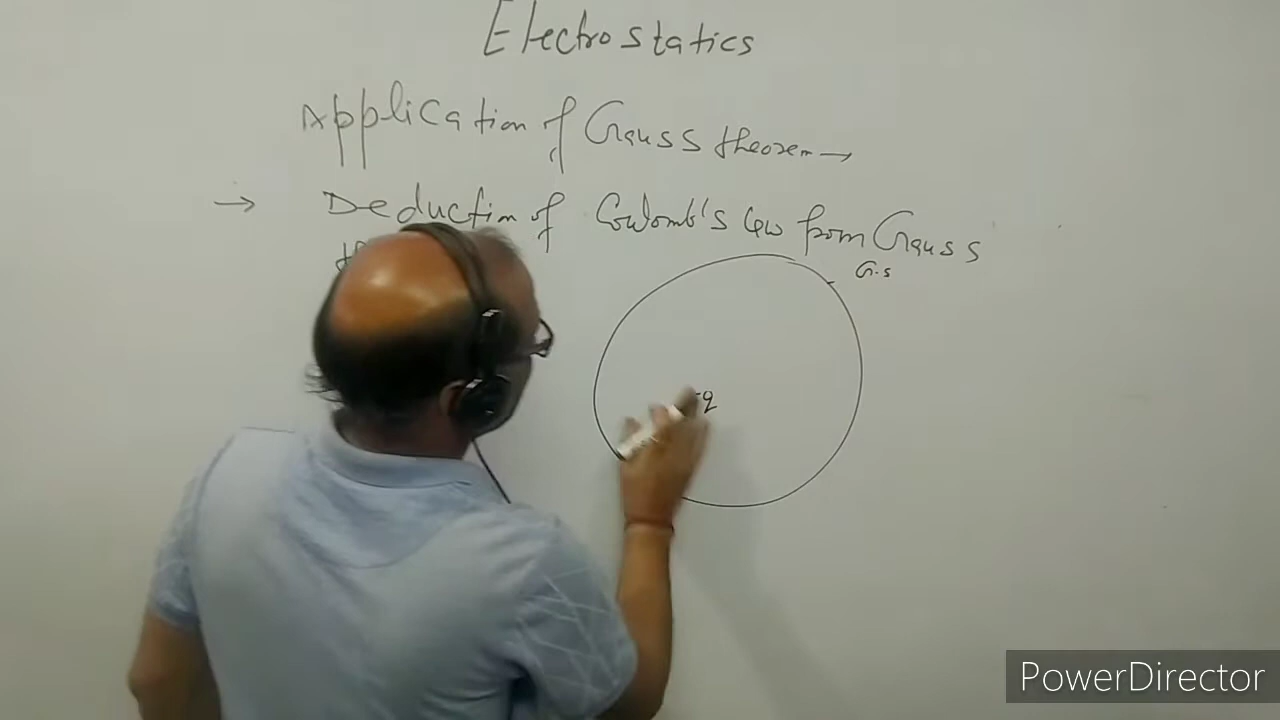 Electrostatics
Application of Gauss theorem →
→ Deduction of Coulomb's law from Gauss
G.s
q
PowerDirector